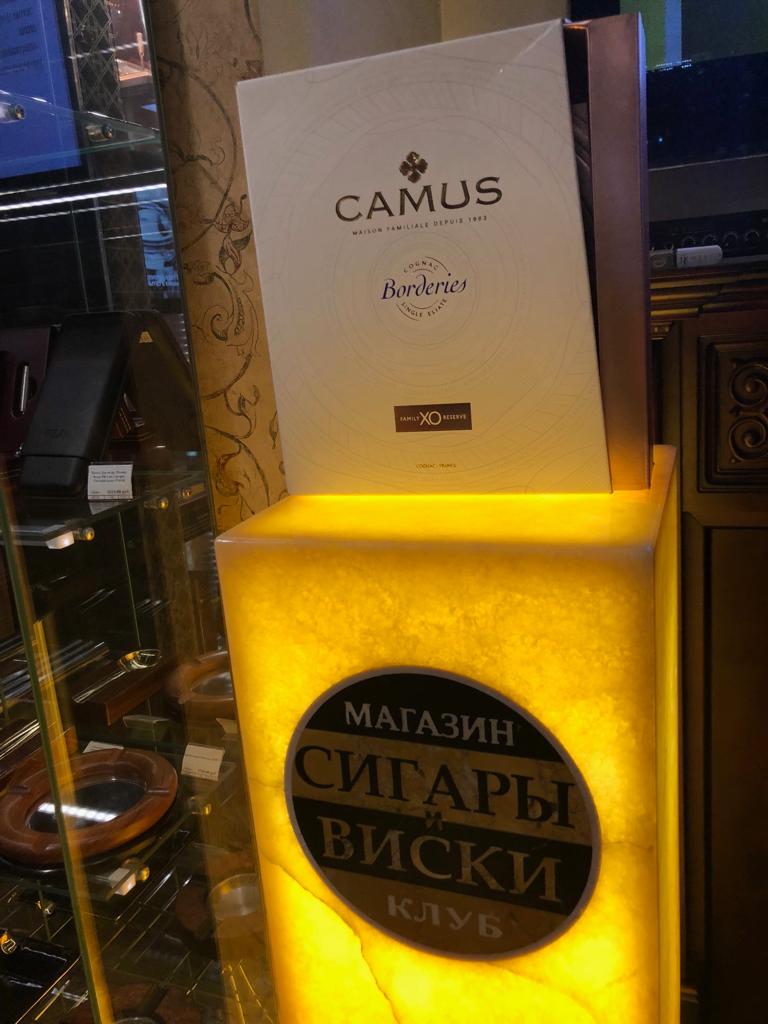 CAMUS
MAISON FAMILIALE DEPUIS 1863
COGNAC
Borderies
SINGLE ESTATE
FAMILY XO RESERVE
COGNAC - FRANCE
МАГАЗИН
СИГАРЫ
И
ВИСКИ
КЛУБ